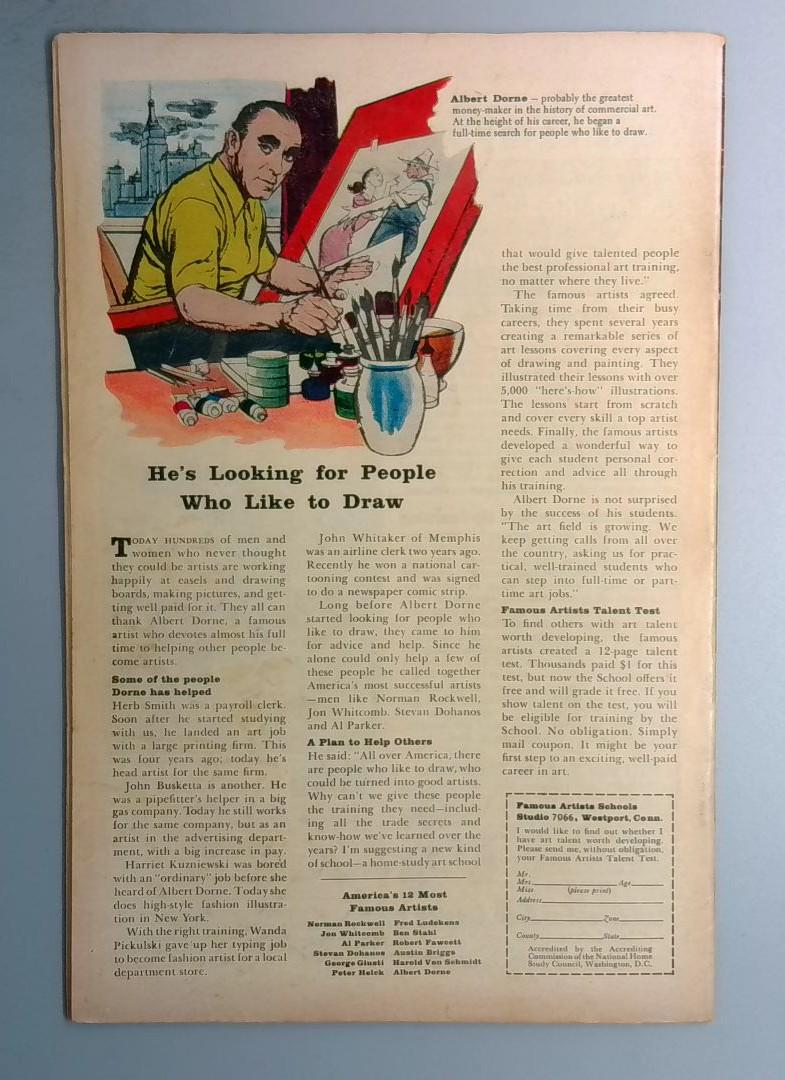 Albert Dorne – probably the greatest
money-maker in the history of commercial art.
At the height of his career, he began a
full-time search for people who like to draw.
He's Looking for People
Who Like to Draw
TODAY HUNDREDS of men and
women who never thought
they could be artists are working
happily at easels and drawing
boards, making pictures, and get-
ting well paid for it. They all can
thank Albert Dorne, a famous
artist who devotes almost his full
time to helping other people be-
come artists.
Some of the people
Dorne has helped
Herb Smith was a payroll clerk.
Soon after he started studying
with us, he landed an art job
with a large printing firm. This
was four years ago; today he's
head artist for the same firm.
John Busketta is another. He
was a pipefitter's helper in a big
gas company. Today he still works
for the same company, but as an
artist in the advertising depart-
ment, with a big increase in pay.
Harriet Kuzniewski was bored
with an "ordinary" job before she
heard of Albert Dorne. Today she
does high-style fashion illustra-
tion in New York.
With the right training, Wanda
Pickulski gave up her typing job
to become fashion artist for a local
department store.
John Whitaker of Memphis
was an airline clerk two years ago.
Recently he won a national car-
tooning contest and was signed
to do a newspaper comic strip.
Long before Albert Dorne
started looking for people who
like to draw, they came to him
for advice and help. Since he
alone could only help a few of
these people he called together
America's most successful artists
—men like Norman Rockwell,
Jon Whitcomb, Stevan Dohanos
and Al Parker.
A Plan to Help Others
He said: "All over America, there
are people who like to draw, who
could be turned into good artists.
Why can't we give these people
the training they need—includ-
ing all the trade secrets and
know-how we've learned over the
years? I'm suggesting a new kind
of school—a home-study art school
America's 12 Most
Famous Artists
Norman Rockwell Fred Ludekens
Jon Whitcomb Ben Stahl
Al Parker Robert Fawcett
Stevan Dohanos Austin Briggs
George Giusti Harold Von Schmidt
Peter Helck Albert Dorne
that would give talented people
the best professional art training,
no matter where they live."
The famous artists agreed.
Taking time from their busy
careers, they spent several years
creating a remarkable series of
art lessons covering every aspect
of drawing and painting. They
illustrated their lessons with over
5,000 "here's-how" illustrations.
The lessons start from scratch
and cover every skill a top artist
needs. Finally, the famous artists
developed a wonderful way to
give each student personal cor-
rection and advice all through
his training.
Albert Dorne is not surprised
by the success of his students.
"The art field is growing. We
keep getting calls from all over
the country, asking us for prac-
tical, well-trained students who
can step into full-time or part-
time art jobs."
Famous Artists Talent Test
To find others with art talent
worth developing, the famous
artists created a 12-page talent
test. Thousands paid $1 for this
test, but now the School offers it
free and will grade it free. If you
show talent on the test, you will
be eligible for training by the
School. No obligation. Simply
mail coupon. It might be your
first step to an exciting, well-paid
career in art.
Famous Artists Schools
Studio 7066, Westport, Conn.
I would like to find out whether I
have art talent worth developing.
Please send me, without obligation,
your Famous Artists Talent Test.
Mr.
Mrs. Age
Miss (please print)
Address
City Zone
County State
Accredited by the Accrediting
Commission of the National Home
Study Council, Washington, D.C.